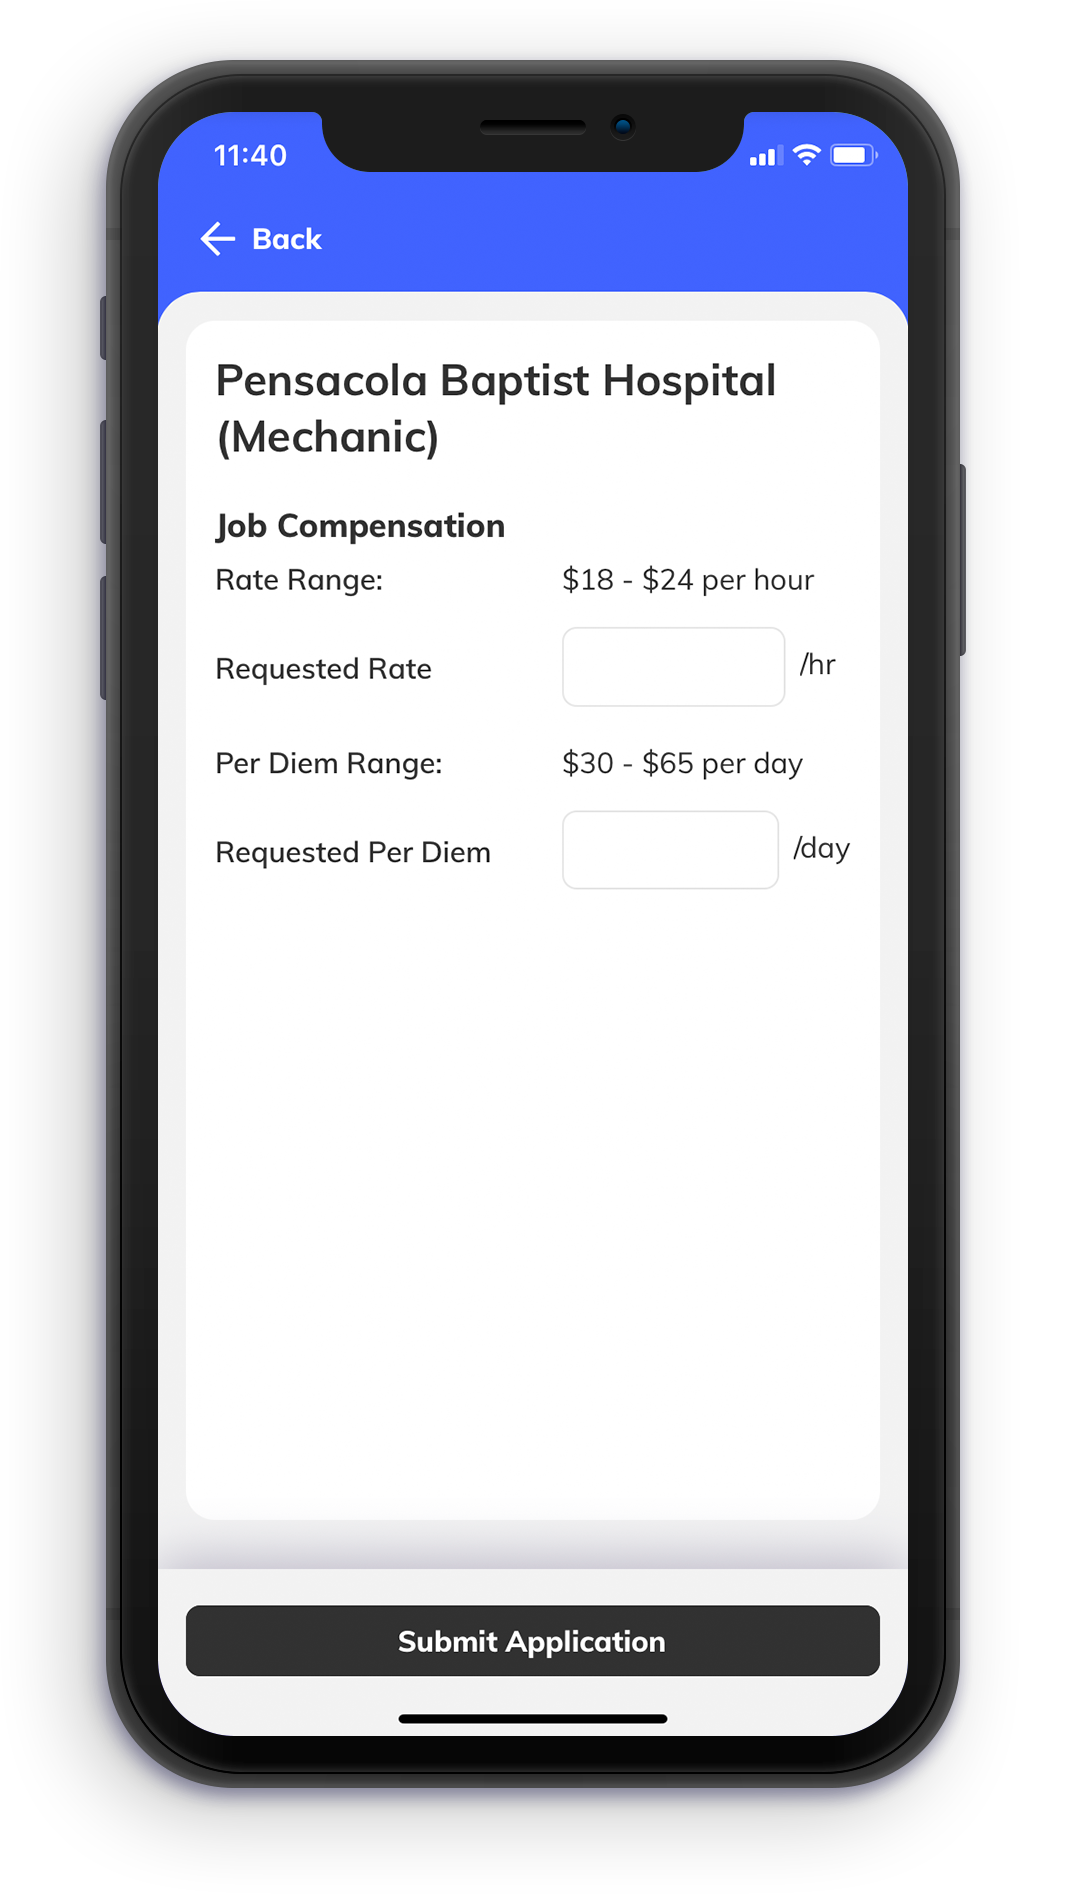 11:40
Back
Pensacola Baptist Hospital
(Mechanic)
Job Compensation
Rate Range: $18 - $24 per hour
Requested Rate /hr
Per Diem Range: $30 - $65 per day
Requested Per Diem /day
Submit Application